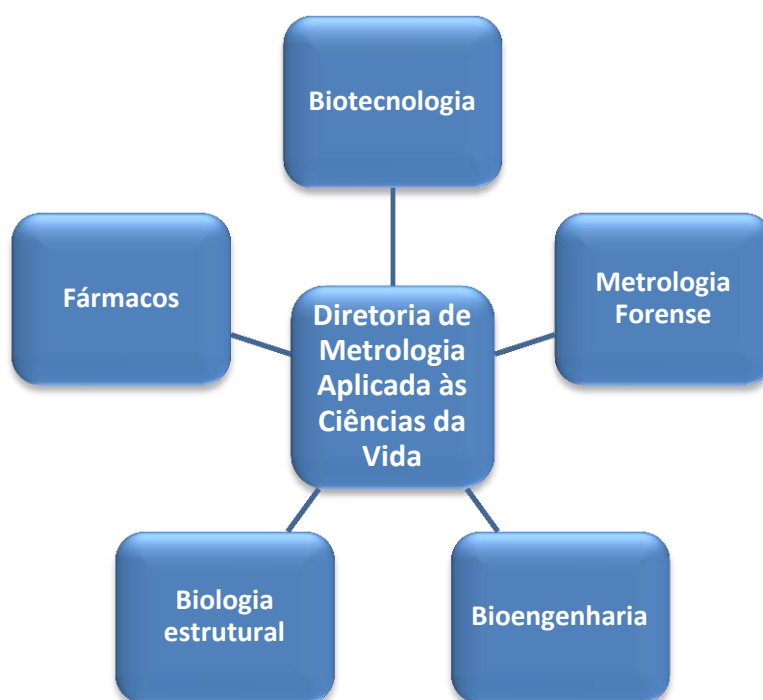 Biotecnologia
Fármacos
Metrologia
Forense
Diretoria de
Metrologia
Aplicada às
Ciências da
Vida
Biologia
estrutural
Bioengenharia